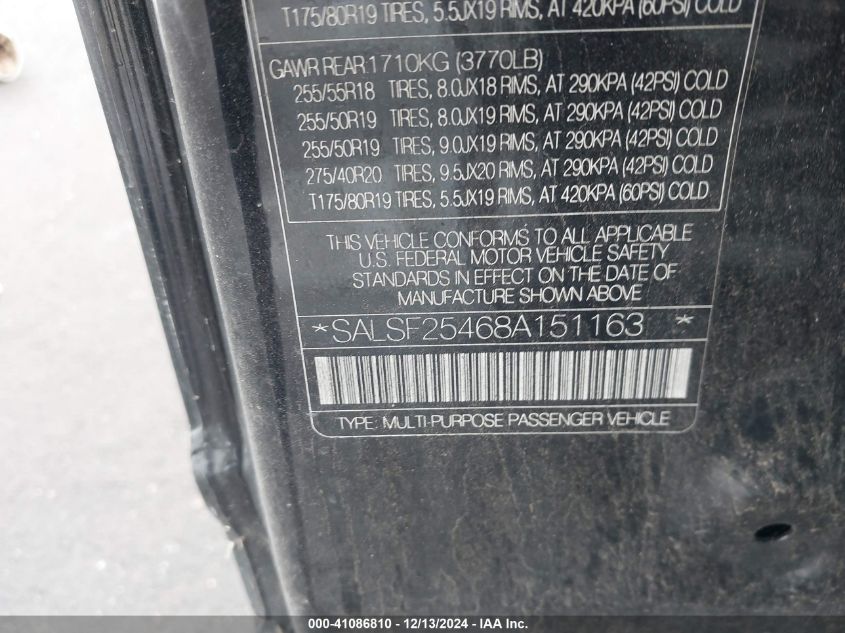 T175/80R19 TIRES, 5.5JX19 RIMS, AT 420KPA (60PSI) COLD
GAWR REAR 1710KG (3770LB)
255/55R18 TIRES, 8.0JX18 RIMS, AT 290KPA (42PSI) COLD
255/50R19 TIRES, 8.0JX19 RIMS, AT 290KPA (42PSI) COLD
255/50R19 TIRES, 9.0JX19 RIMS, AT 290KPA (42PSI) COLD
275/40R20 TIRES, 9.5JX20 RIMS, AT 290KPA (42PSI) COLD
T175/80R19 TIRES, 5.5JX19 RIMS, AT 420KPA (60PSI) COLD
THIS VEHICLE CONFORMS TO ALL APPLICABLE
U.S. FEDERAL MOTOR VEHICLE SAFETY
STANDARDS IN EFFECT ON THE DATE OF
MANUFACTURE SHOWN ABOVE
*SALSF25468A151163 *
TYPE: MULTI-PURPOSE PASSENGER VEHICLE
000-41086810 - 12/13/2024 - IAA Inc.